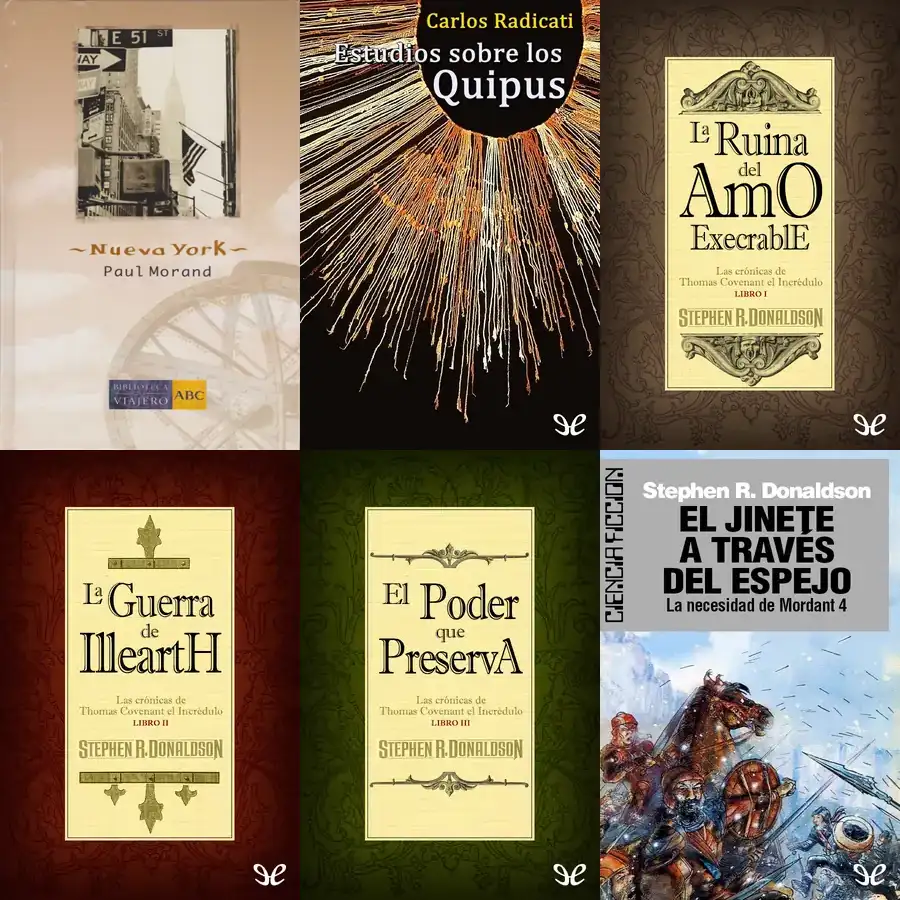 E 51 ST
WAY
~Nueva York~
Paul Morand
BIBLIOTECA
VIAJERO
ABC
Carlos Radicati
Estudios sobre los
Quipus
La Ruina
del
AmO
ExecrablE
Las crónicas de
Thomas Covenant el Incrédulo
LIBRO I
STEPHEN R. DONALDSON
La Guerra
de
IlleartH
Las crónicas de
Thomas Covenant el Incrédulo
LIBRO II
STEPHEN R. DONALDSON
El Poder
que
PreservA
Las crónicas de
Thomas Covenant el Incrédulo
LIBRO III
STEPHEN R. DONALDSON
CIENCIA FICCION
Stephen R. Donaldson
EL JINETE
A TRAVÉS
DEL ESPEJO
La necesidad de Mordant 4